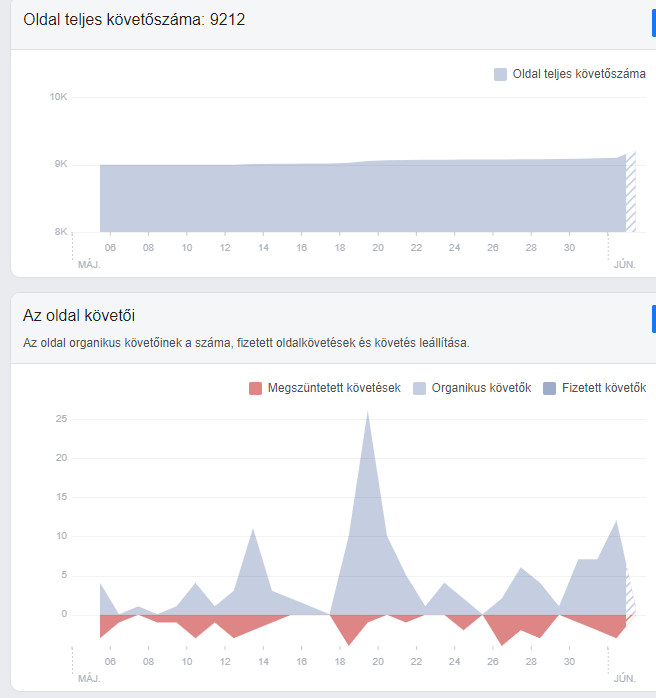 Oldal teljes követőszáma: 9212
Oldal teljes követőszáma
10K
9K
8K
06 08 10 12 14 16 18 20 22 24 26 28 30
MÁJ. JÚN.
Az oldal követői
Az oldal organikus követőinek a száma, fizetett oldalkövetések és követés leállítása.
Megszüntetett követések Organikus követők Fizetett követők
25
20
15
10
5
0
06 08 10 12 14 16 18 20 22 24 26 28 30
MÁJ. JÚN.